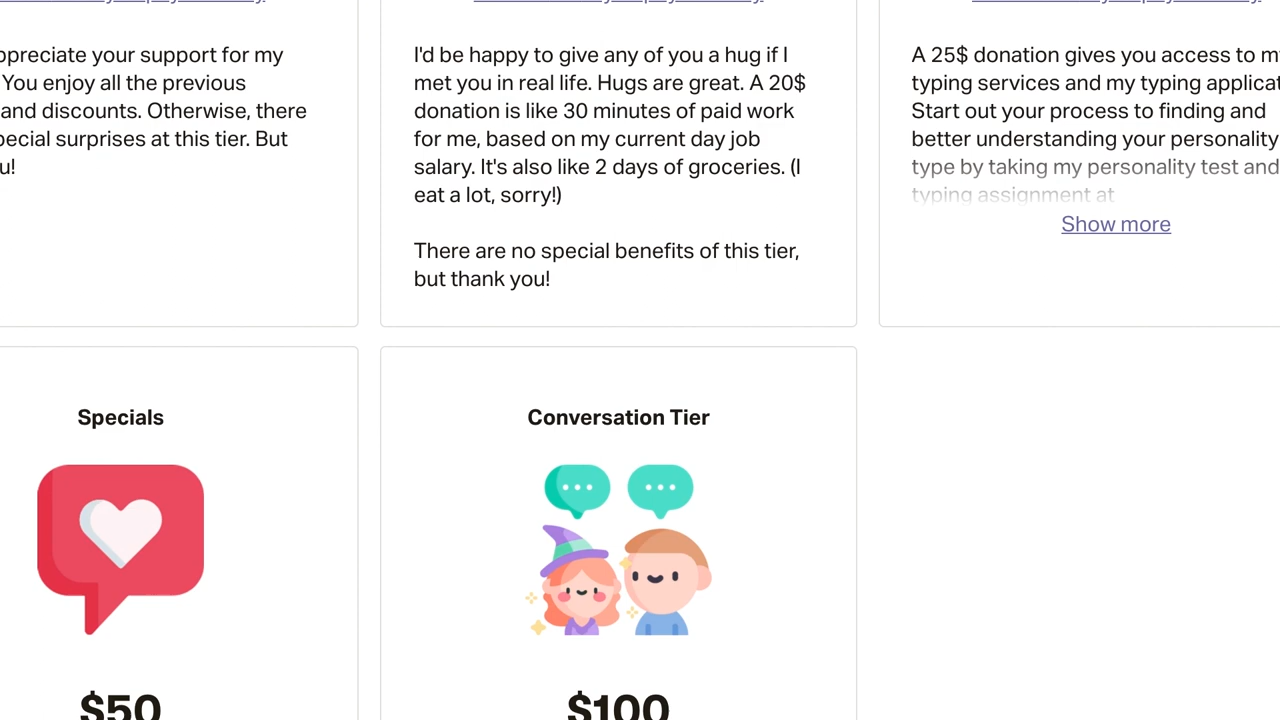 ppreciate your support for my
You enjoy all the previous
and discounts. Otherwise, there
pecial surprises at this tier. But
u!
I'd be happy to give any of you a hug if I
met you in real life. Hugs are great. A 20$
donation is like 30 minutes of paid work
for me, based on my current day job
salary. It's also like 2 days of groceries. (I
eat a lot, sorry!)
There are no special benefits of this tier,
but thank you!
A 25$ donation gives you access to m
typing services and my typing applicat
Start out your process to finding and
better understanding your personality
type by taking my personality test and
typing assignment at
Show more
Specials
$50
Conversation Tier
$100